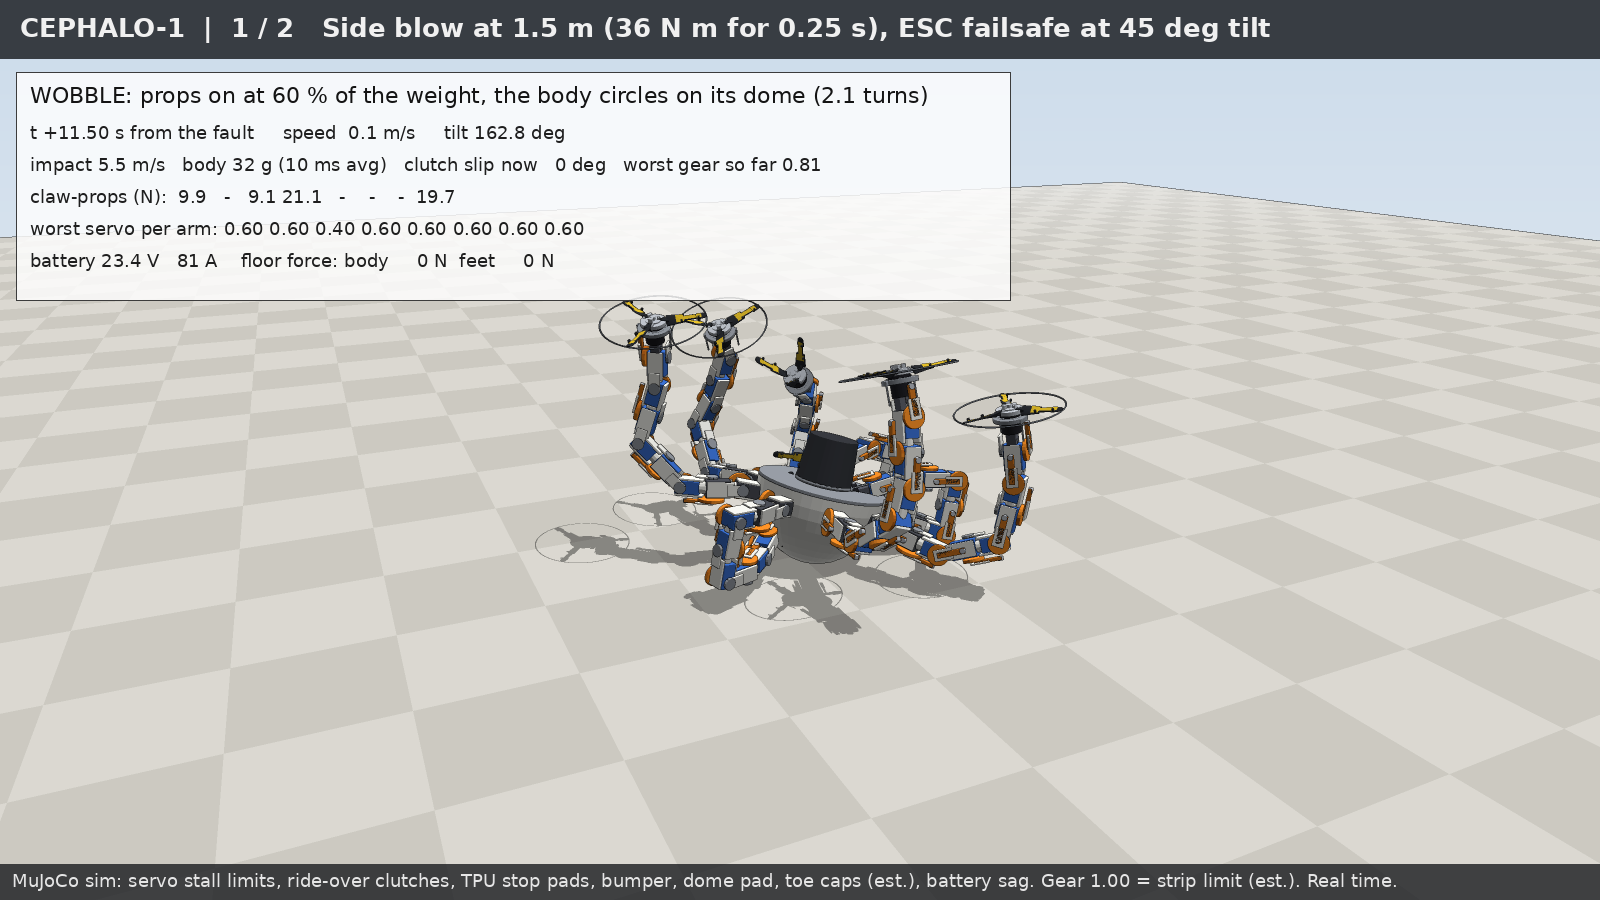 CEPHALO-1 | 1 / 2 Side blow at 1.5 m (36 N m for 0.25 s), ESC failsafe at 45 deg tilt
WOBBLE: props on at 60 % of the weight, the body circles on its dome (2.1 turns)
t +11.50 s from the fault speed 0.1 m/s tilt 162.8 deg
impact 5.5 m/s body 32 g (10 ms avg) clutch slip now 0 deg worst gear so far 0.81
claw-props (N): 9.9 - 9.1 21.1 - - - 19.7
worst servo per arm: 0.60 0.60 0.40 0.60 0.60 0.60 0.60 0.60
battery 23.4 V 81 A floor force: body 0 N feet 0 N
MuJoCo sim: servo stall limits, ride-over clutches, TPU stop pads, bumper, dome pad, toe caps (est.), battery sag. Gear 1.00 = strip limit (est.). Real time.